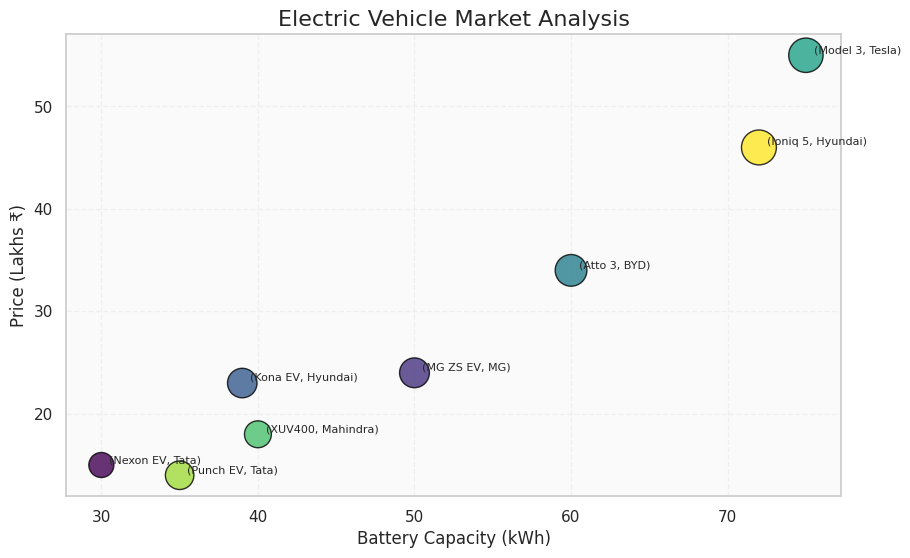 Electric Vehicle Market Analysis
Price (Lakhs ₹)
50
40
30
20
(Model 3, Tesla)
(Ioniq 5, Hyundai)
(Atto 3, BYD)
(MG ZS EV, MG)
(Kona EV, Hyundai)
(XUV400, Mahindra)
(Nexon EV, Tata)
(Punch EV, Tata)
30 40 50 60 70
Battery Capacity (kWh)